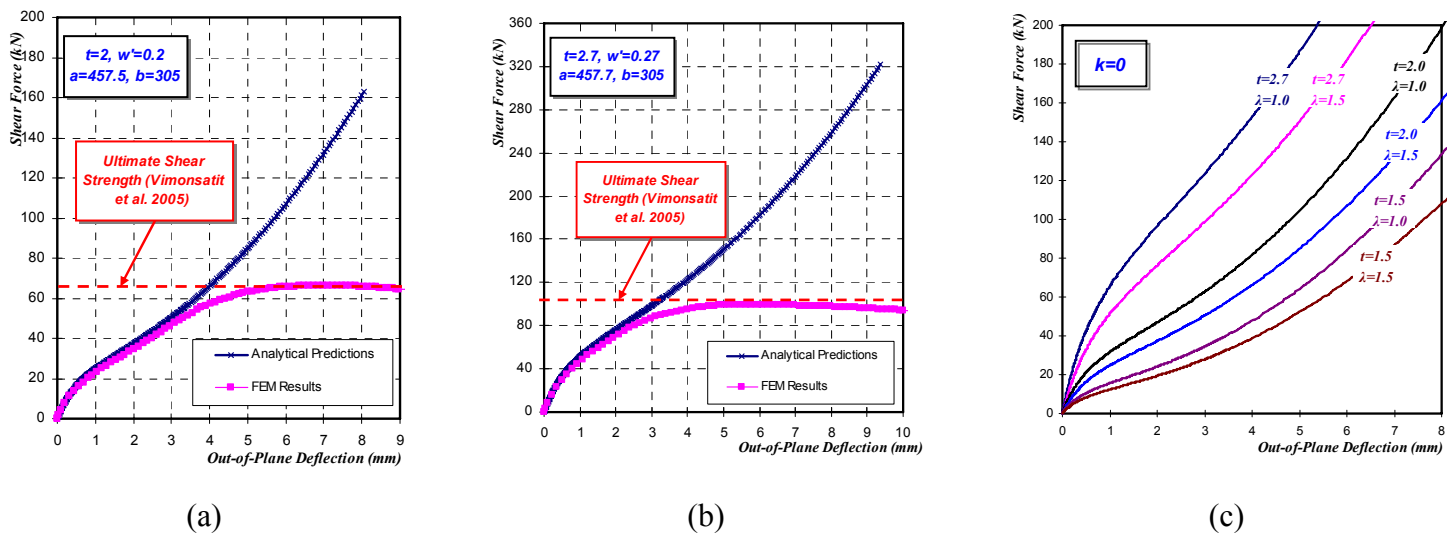 Shear Force (kN)
200
180
160
140
120
100
80
60
40
20
0
t=2, w'=0.2
a=457.5, b=305
Ultimate Shear
Strength (Vimonsatit
et al. 2005)
Analytical Predictions
FEM Results
0 1 2 3 4 5 6 7 8 9
Out-of-Plane Deflection (mm)
(a)
Shear Force (kN)
360
320
280
240
200
160
120
80
40
0
t=2.7, w'=0.27
a=457.7, b=305
Ultimate Shear
Strength (Vimonsatit
et al. 2005)
Analytical Predictions
FEM Results
0 1 2 3 4 5 6 7 8 9 10
Out-of-Plane Deflection (mm)
(b)
Shear Force (kN)
200
180
160
140
120
100
80
60
40
20
0
k=0
t=2.7
λ=1.0
t=2.7
λ=1.5
t=2.0
λ=1.0
t=2.0
λ=1.5
t=1.5
λ=1.0
t=1.5
λ=1.5
0 1 2 3 4 5 6 7 8
Out-of-Plane Deflection (mm)
(c)